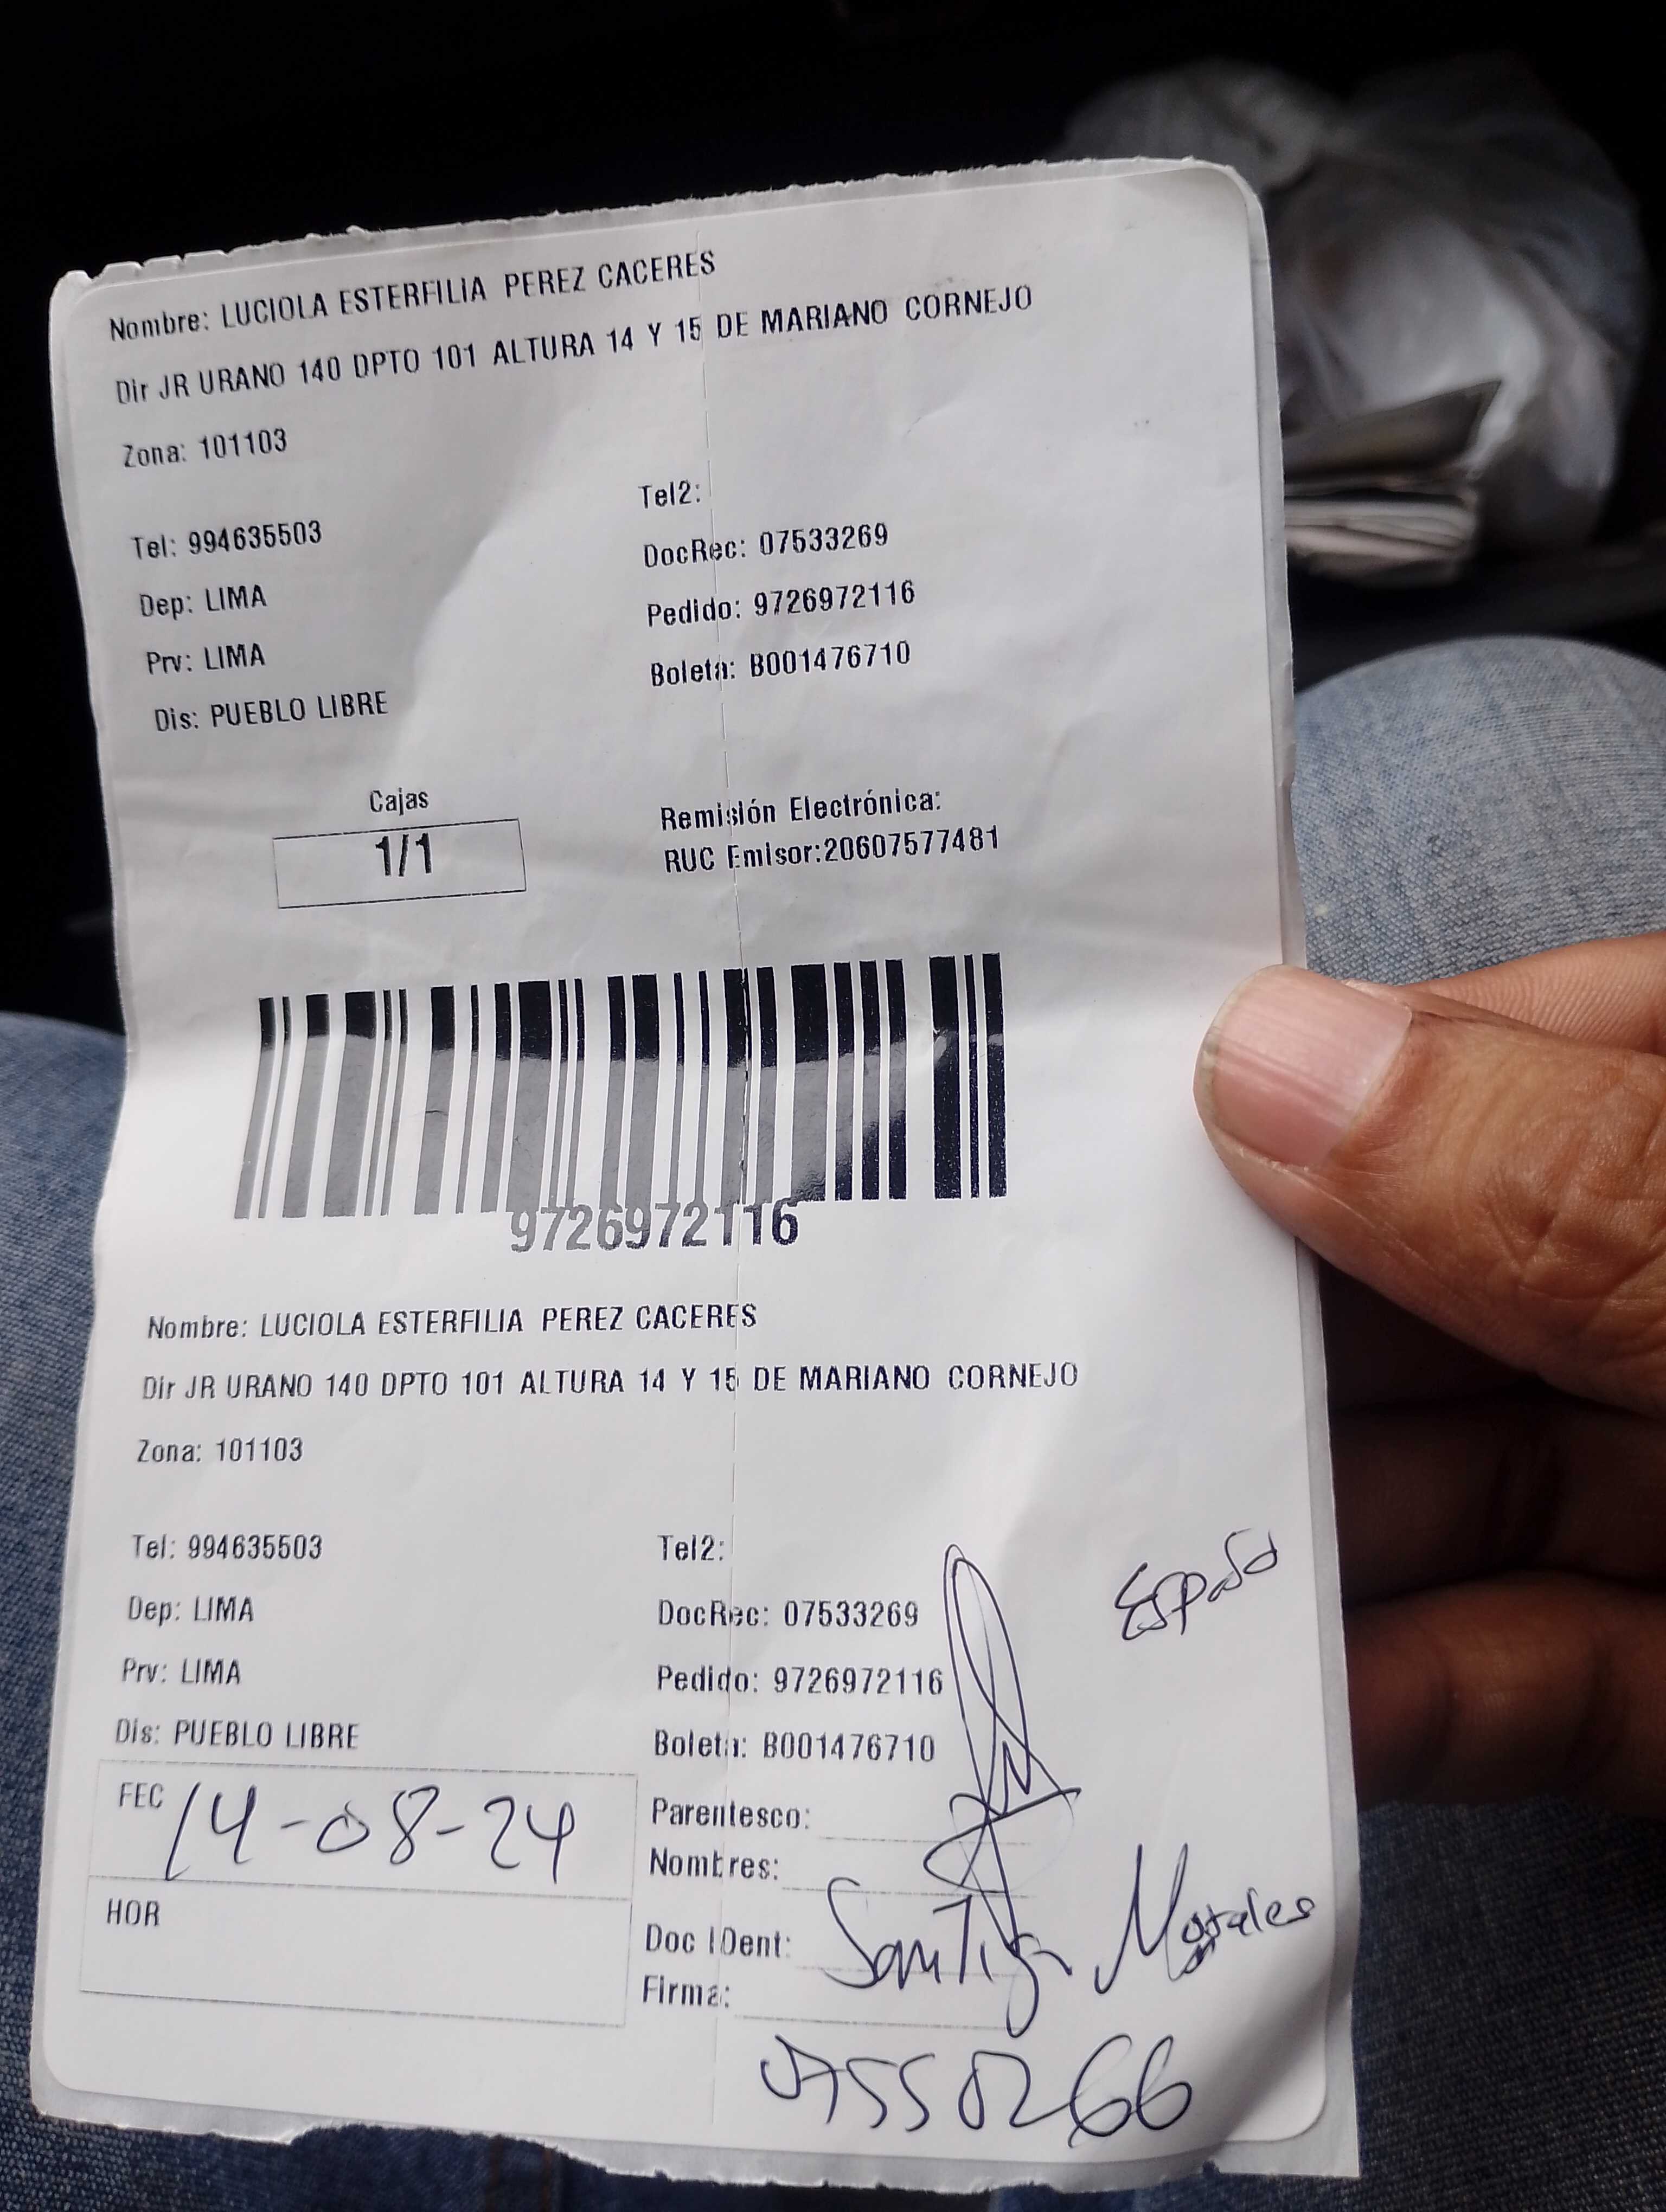 Nombre: LUCIOLA ESTERFILIA PEREZ CACERES
Dir JR URANO 140 DPTO 101 ALTURA 14 Y 15 DE MARIANO CORNEJO
Zona: 101103
Tel2:
Tel: 994635503
DocRec: 07533269
Dep: LIMA
Pedido: 9726972116
Prv: LIMA
Boleta: B001476710
Dis: PUEBLO LIBRE
Cajas
1/1
Remisión Electrónica:
RUC Emisor:20607577481
9726972116
Nombre: LUCIOLA ESTERFILIA PEREZ CACERES
Dir JR URANO 140 DPTO 101 ALTURA 14 Y 15 DE MARIANO CORNEJO
Zona: 101103
Tel: 994635503
Tel2:
Dep: LIMA
DocRec: 07533269
Prv: LIMA
Pedido: 9726972116
Dis: PUEBLO LIBRE
Boleta: B001476710
FEC 14-08-24
HOR
Parentesco:
Nombres:
Doc IDent: Santiago Morales
Firma: